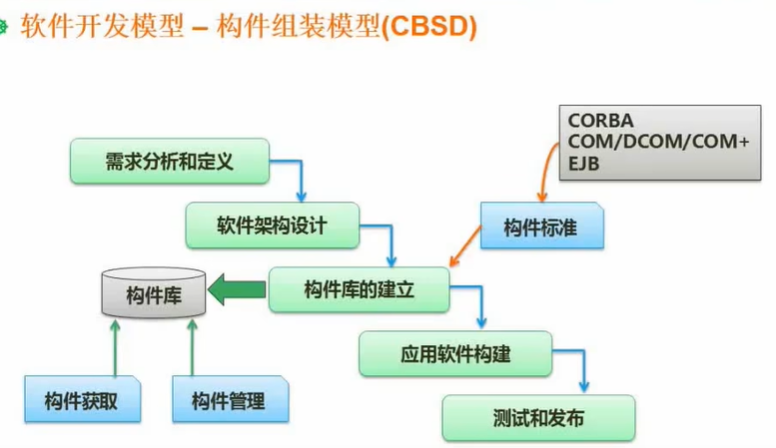 软件开发模型 – 构件组装模型(CBSD)
CORBA
COM/DCOM/COM+
EJB
需求分析和定义
软件架构设计
构件标准
构件库的建立
构件库
应用软件构建
构件获取
构件管理
测试和发布